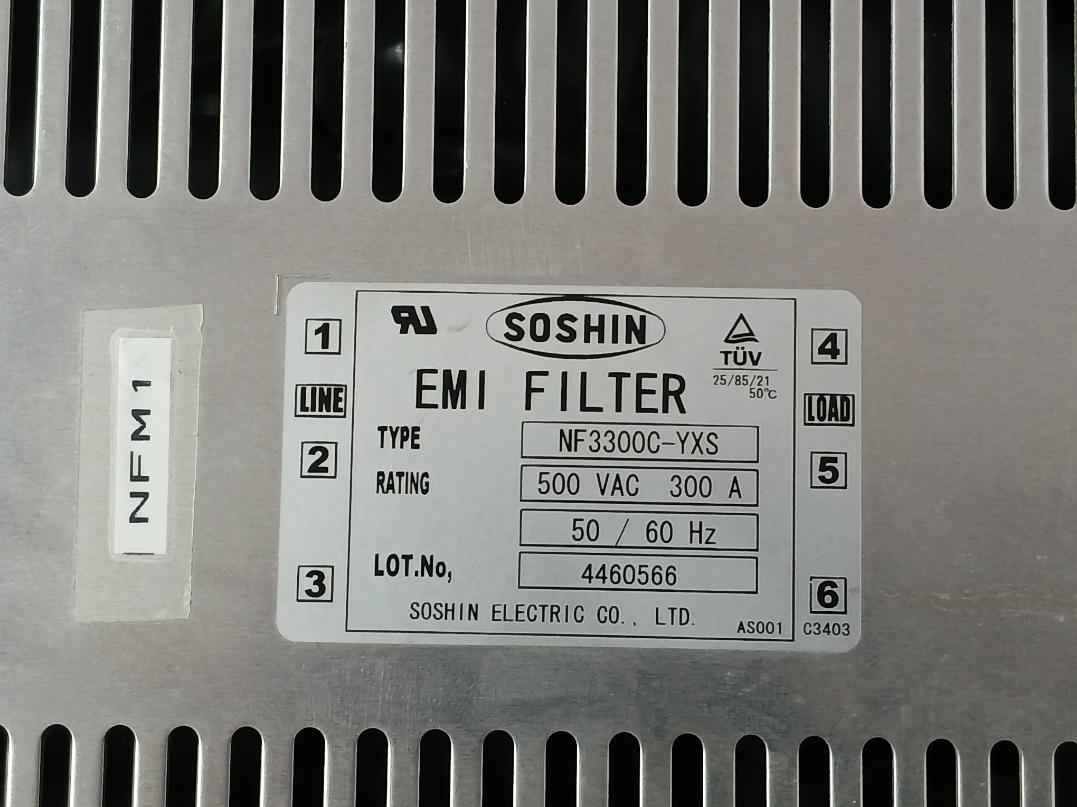 NFM1
1
LINE
2
3
RU
SOSHIN
TÜV
25/85/21
50℃
EMI FILTER
TYPE NF3300C-YXS
RATING 500 VAC 300 A
50 / 60 Hz
LOT.No, 4460566
SOSHIN ELECTRIC CO., LTD.
AS001
4
LOAD
5
6
C3403